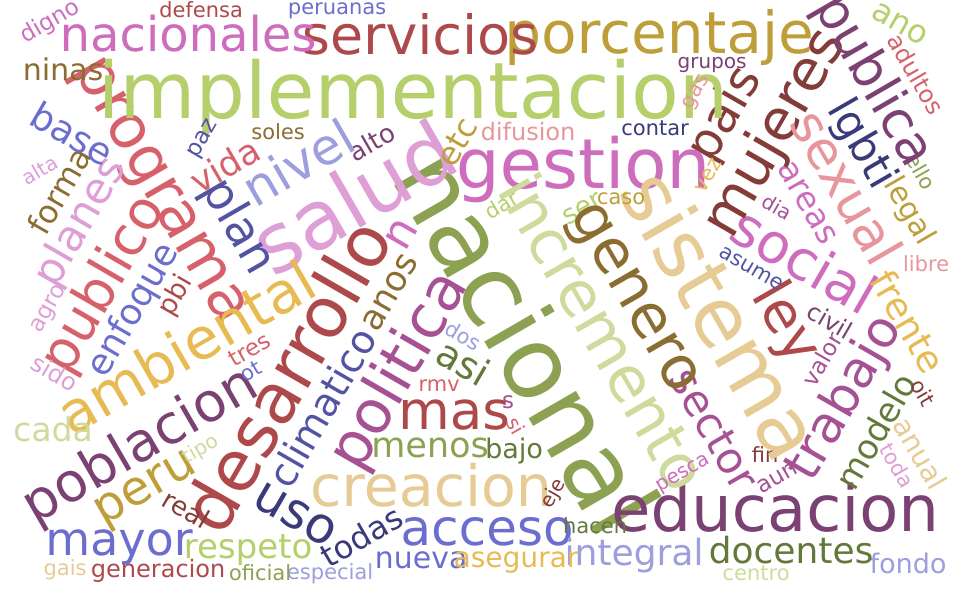 digno
defensa
peruanas
nacionales
servicios
porcentaje
publica
ano
ninas
programa
implementacion
grupos
gas
pais
mujeres
adultos
base
paz
soles
vida
nivel
alto
etc
difusion
contar
lgbti
sexual
alta
forma
planes
plan
salud
gestion
vez
areas
ello
legal
dar
ser
caso
dia
publico
enfoque
pbi
agro
n
anos
nacional
incremento
genero
sistema
social
asume
libre
ambiental
desarrollo
politica
dos
ley
civil
frente
sido
tres
ot
climatico
asi
rmv
valor
trabajo
cada
poblacion
mas
s
si
sector
modelo
oit
peru
tipo
menos
bajo
fin
pesca
aun
toda
anual
real
uso
creacion
eje
educacion
mayor
respeto
todas
acceso
hacen
nueva
asegurar
integral
docentes
fondo
gais
generacion
oficial
especial
centro